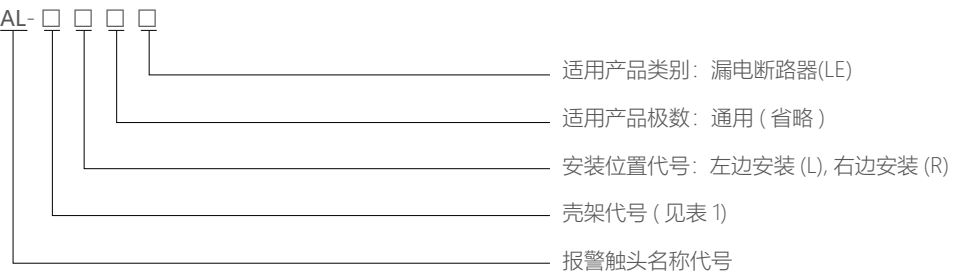 AL-□ □ □ □
适用产品类别：漏电断路器(LE)
适用产品极数：通用 ( 省略 )
安装位置代号：左边安装 (L), 右边安装 (R)
壳架代号 ( 见表 1)
报警触头名称代号